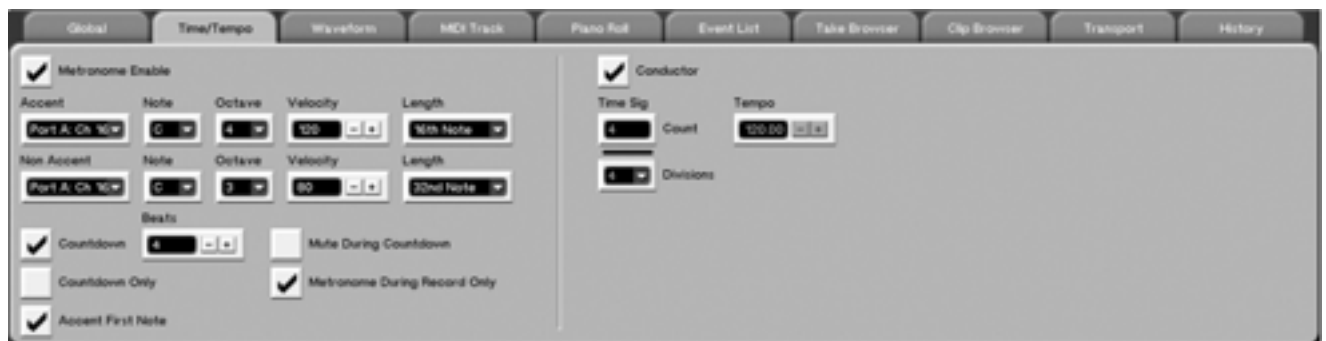 Global Time/Tempo Waveform MIDI Track Piano Roll Event List Take Browser Clip Browser Transport History
Metronome Enable
Accent Note Octave Velocity Length
Port A: Ch 16 C 4 120 16th Note
Non Accent Note Octave Velocity Length
Port A: Ch 16 C 3 80 32nd Note
Beats
Countdown 4 - + Mute During Countdown
Countdown Only Metronome During Record Only
Accent First Note
Conductor
Time Sig Tempo
4 Count 120.00 - +
4 Divisions